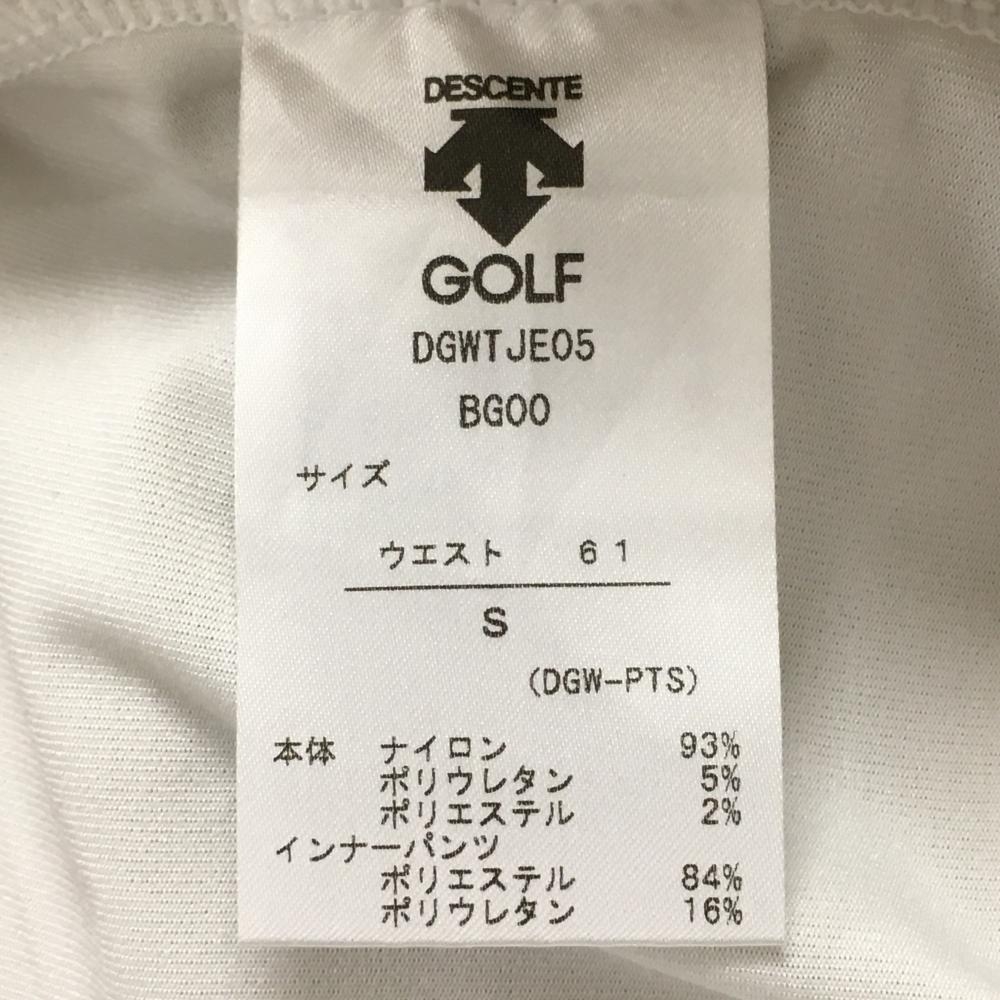 DESCENTE
GOLF
DGWTJE05
BG00
サイズ
ウエスト 61
S
(DGW-PTS)
本体 ナイロン 93%
ポリウレタン 5%
ポリエステル 2%
インナーパンツ
ポリエステル 84%
ポリウレタン 16%